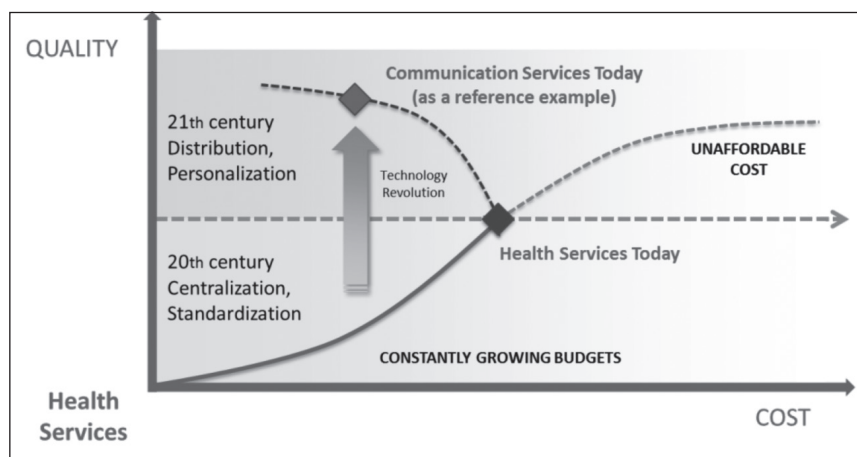 QUALITY
Communication Services Today
(as a reference example)
21th century
Distribution,
Personalization
Technology
Revolution
UNAFFORDABLE
COST
Health Services Today
20th century
Centralization,
Standardization
CONSTANTLY GROWING BUDGETS
Health
Services
COST